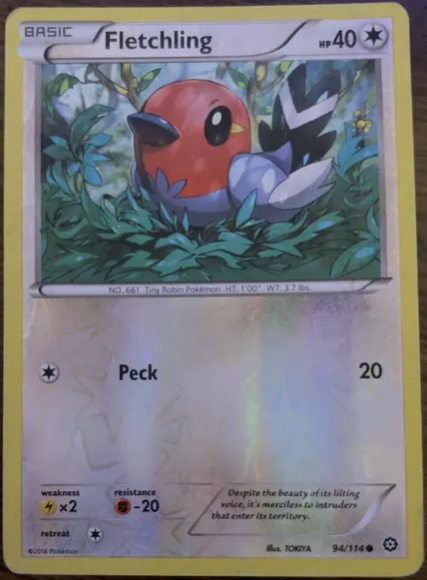 BASIC
Fletchling
HP 40
NO. 661 Tiny Robin Pokémon HT: 1'00" WT: 3.7 lbs.
Peck 20
weakness resistance
×2 -20
retreat
Despite the beauty of its lilting
voice, it's merciless to intruders
that enter its territory.
©2016 Pokémon
illus. TOKIYA 94/114